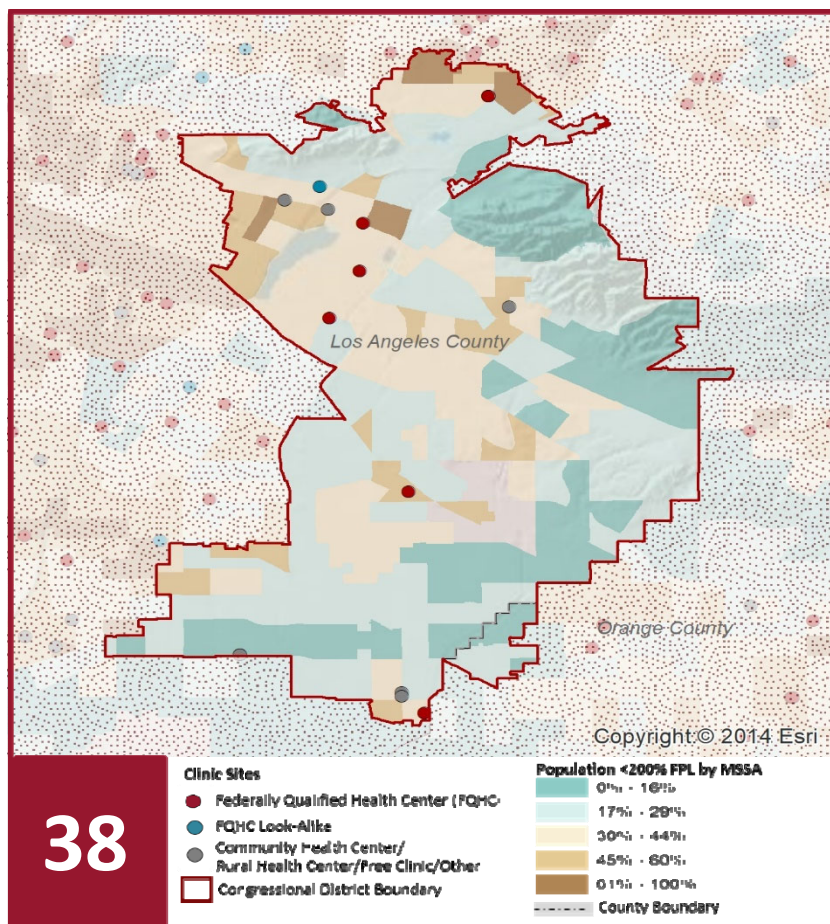 Los Angeles County
Orange County
Copyright:© 2014 Esri
38
Clinic Sites
Federally Qualified Health Center (FQHC)
FQHC Look-Alike
Community Health Center/
Rural Health Center/Free Clinic/Other
Congressional District Boundary
Population <200% FPL by MSSA
0% - 16%
17% - 29%
30% - 44%
45% - 60%
61% - 100%
County Boundary